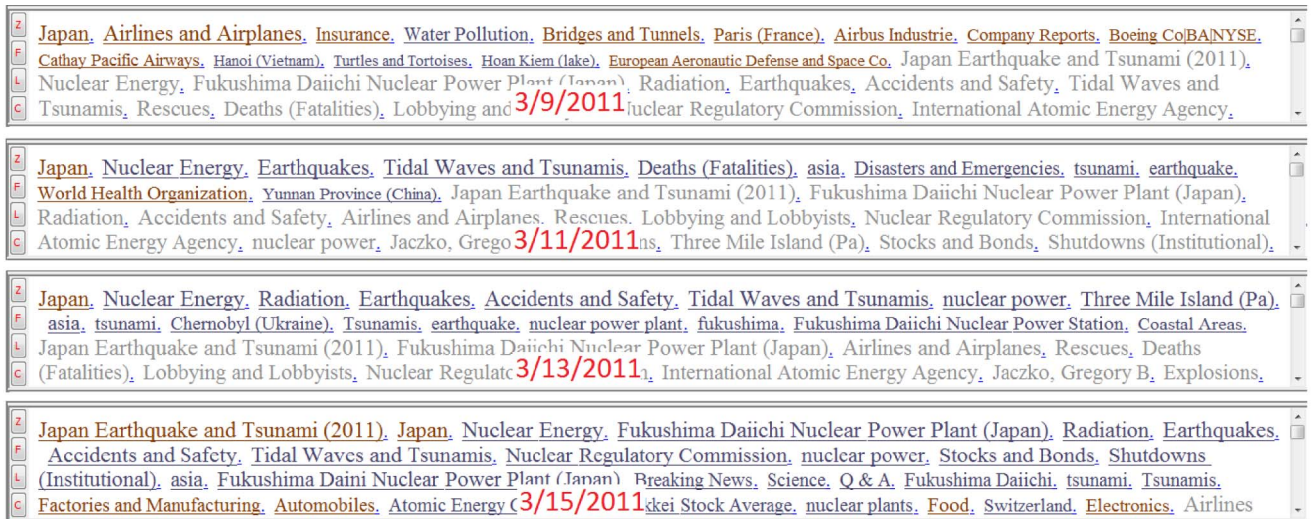 Z F L C
Japan. Airlines and Airplanes. Insurance. Water Pollution. Bridges and Tunnels. Paris (France). Airbus Industrie. Company Reports. Boeing Co|BA|NYSE.
Cathay Pacific Airways. Hanoi (Vietnam). Turtles and Tortoises. Hoan Kiem (lake). European Aeronautic Defense and Space Co. Japan Earthquake and Tsunami (2011).
Nuclear Energy. Fukushima Daiichi Nuclear Power Plant (Japan). Radiation. Earthquakes. Accidents and Safety. Tidal Waves and
Tsunamis. Rescues. Deaths (Fatalities). Lobbying and 3/9/2011 Nuclear Regulatory Commission. International Atomic Energy Agency.
Z F L C
Japan. Nuclear Energy. Earthquakes. Tidal Waves and Tsunamis. Deaths (Fatalities). asia. Disasters and Emergencies. tsunami. earthquake.
World Health Organization. Yunnan Province (China). Japan Earthquake and Tsunami (2011). Fukushima Daiichi Nuclear Power Plant (Japan).
Radiation. Accidents and Safety. Airlines and Airplanes. Rescues. Lobbying and Lobbyists. Nuclear Regulatory Commission. International
Atomic Energy Agency. nuclear power. Jaczko, Grego 3/11/2011 ns. Three Mile Island (Pa). Stocks and Bonds. Shutdowns (Institutional).
Z F L C
Japan. Nuclear Energy. Radiation. Earthquakes. Accidents and Safety. Tidal Waves and Tsunamis. nuclear power. Three Mile Island (Pa).
asia. tsunami. Chernobyl (Ukraine). Tsunamis. earthquake. nuclear power plant. fukushima. Fukushima Daiichi Nuclear Power Station. Coastal Areas.
Japan Earthquake and Tsunami (2011). Fukushima Daiichi Nuclear Power Plant (Japan). Airlines and Airplanes. Rescues. Deaths
(Fatalities). Lobbying and Lobbyists. Nuclear Regulato 3/13/2011 n. International Atomic Energy Agency. Jaczko, Gregory B. Explosions.
Z F L C
Japan Earthquake and Tsunami (2011). Japan. Nuclear Energy. Fukushima Daiichi Nuclear Power Plant (Japan). Radiation. Earthquakes.
Accidents and Safety. Tidal Waves and Tsunamis. Nuclear Regulatory Commission. nuclear power. Stocks and Bonds. Shutdowns
(Institutional). asia. Fukushima Daini Nuclear Power Plant (Japan). Breaking News. Science. Q & A. Fukushima Daiichi. tsunami. Tsunamis.
Factories and Manufacturing. Automobiles. Atomic Energy 3/15/2011 kkei Stock Average. nuclear plants. Food. Switzerland. Electronics. Airlines